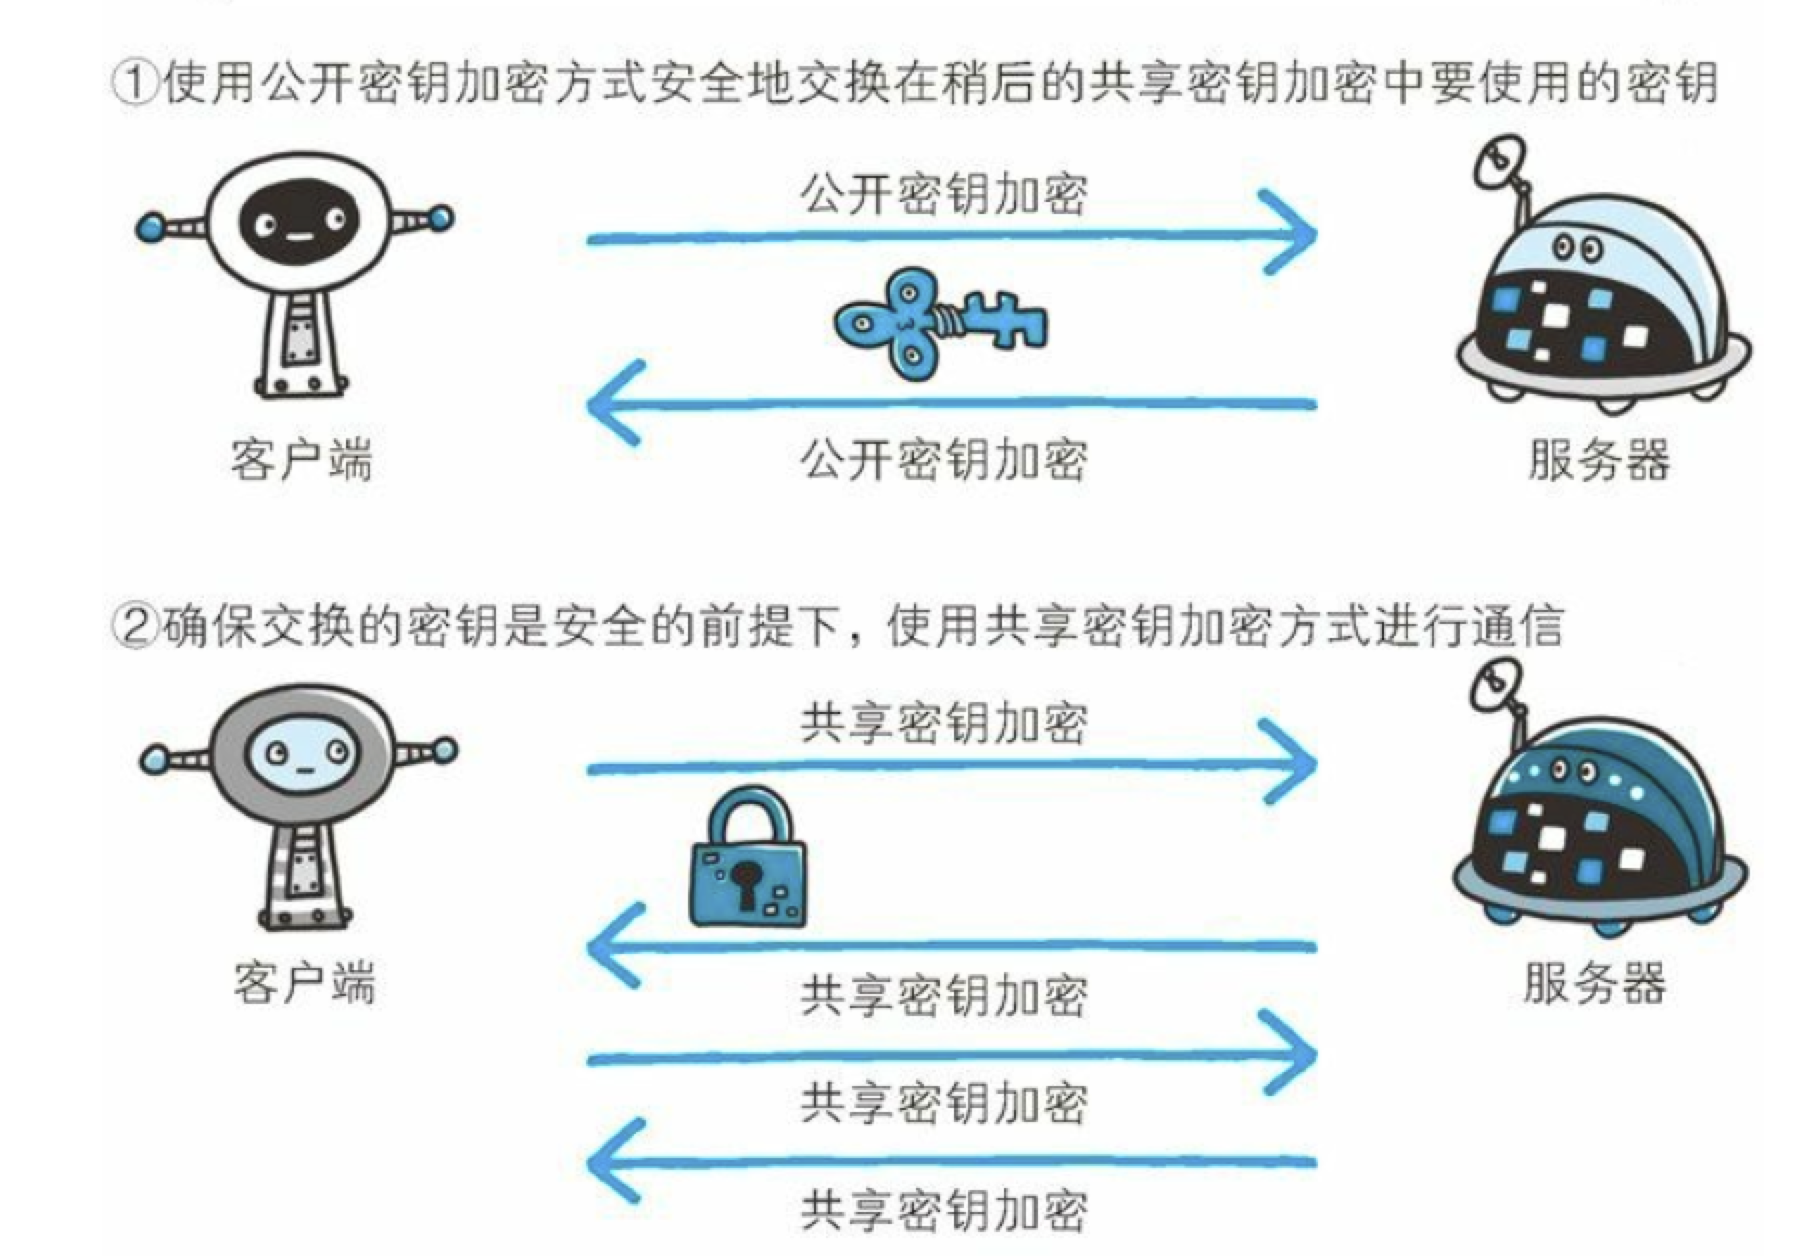 ①使用公开密钥加密方式安全地交换在稍后的共享密钥加密中要使用的密钥
公开密钥加密
公开密钥加密
客户端
服务器
②确保交换的密钥是安全的前提下，使用共享密钥加密方式进行通信
共享密钥加密
共享密钥加密
客户端
服务器
共享密钥加密
共享密钥加密